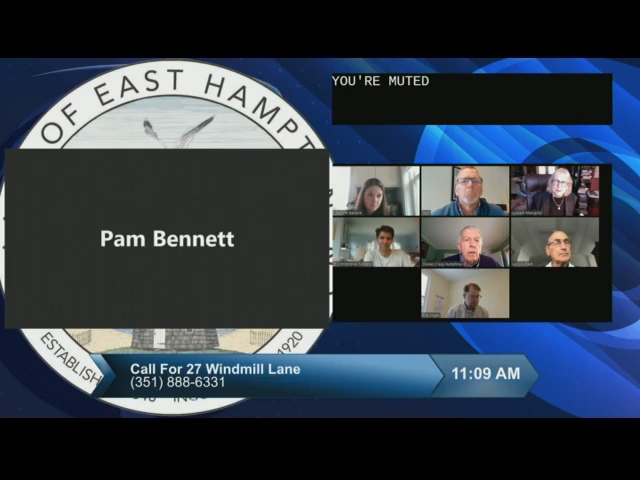 OF EAST HAMPT
YOU'RE MUTED
Pam Bennett
ESTABLISH
1920
Call For 27 Windmill Lane
(351) 888-6331
11:09 AM